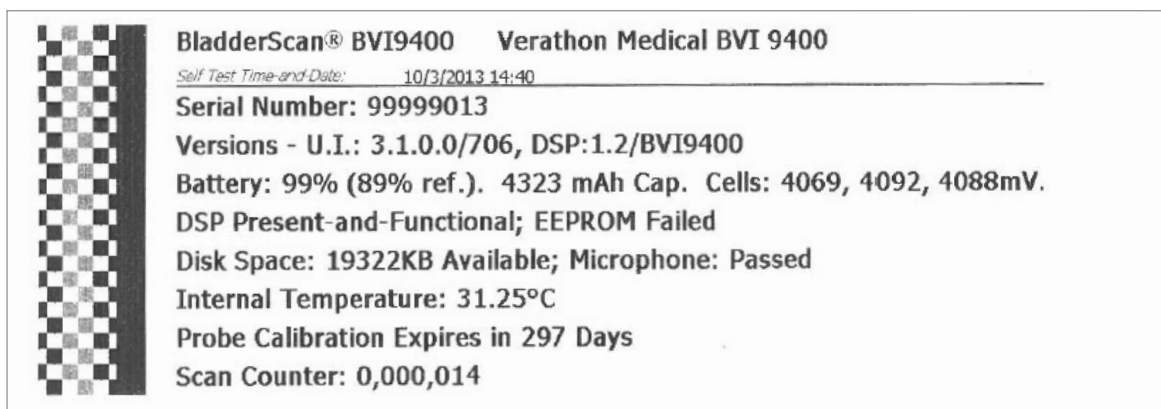 BladderScan® BVI9400 Verathon Medical BVI 9400
Self Test Time-and-Date: 10/3/2013 14:40
Serial Number: 99999013
Versions - U.I.: 3.1.0.0/706, DSP:1.2/BVI9400
Battery: 99% (89% ref.). 4323 mAh Cap. Cells: 4069, 4092, 4088mV.
DSP Present-and-Functional; EEPROM Failed
Disk Space: 19322KB Available; Microphone: Passed
Internal Temperature: 31.25°C
Probe Calibration Expires in 297 Days
Scan Counter: 0,000,014